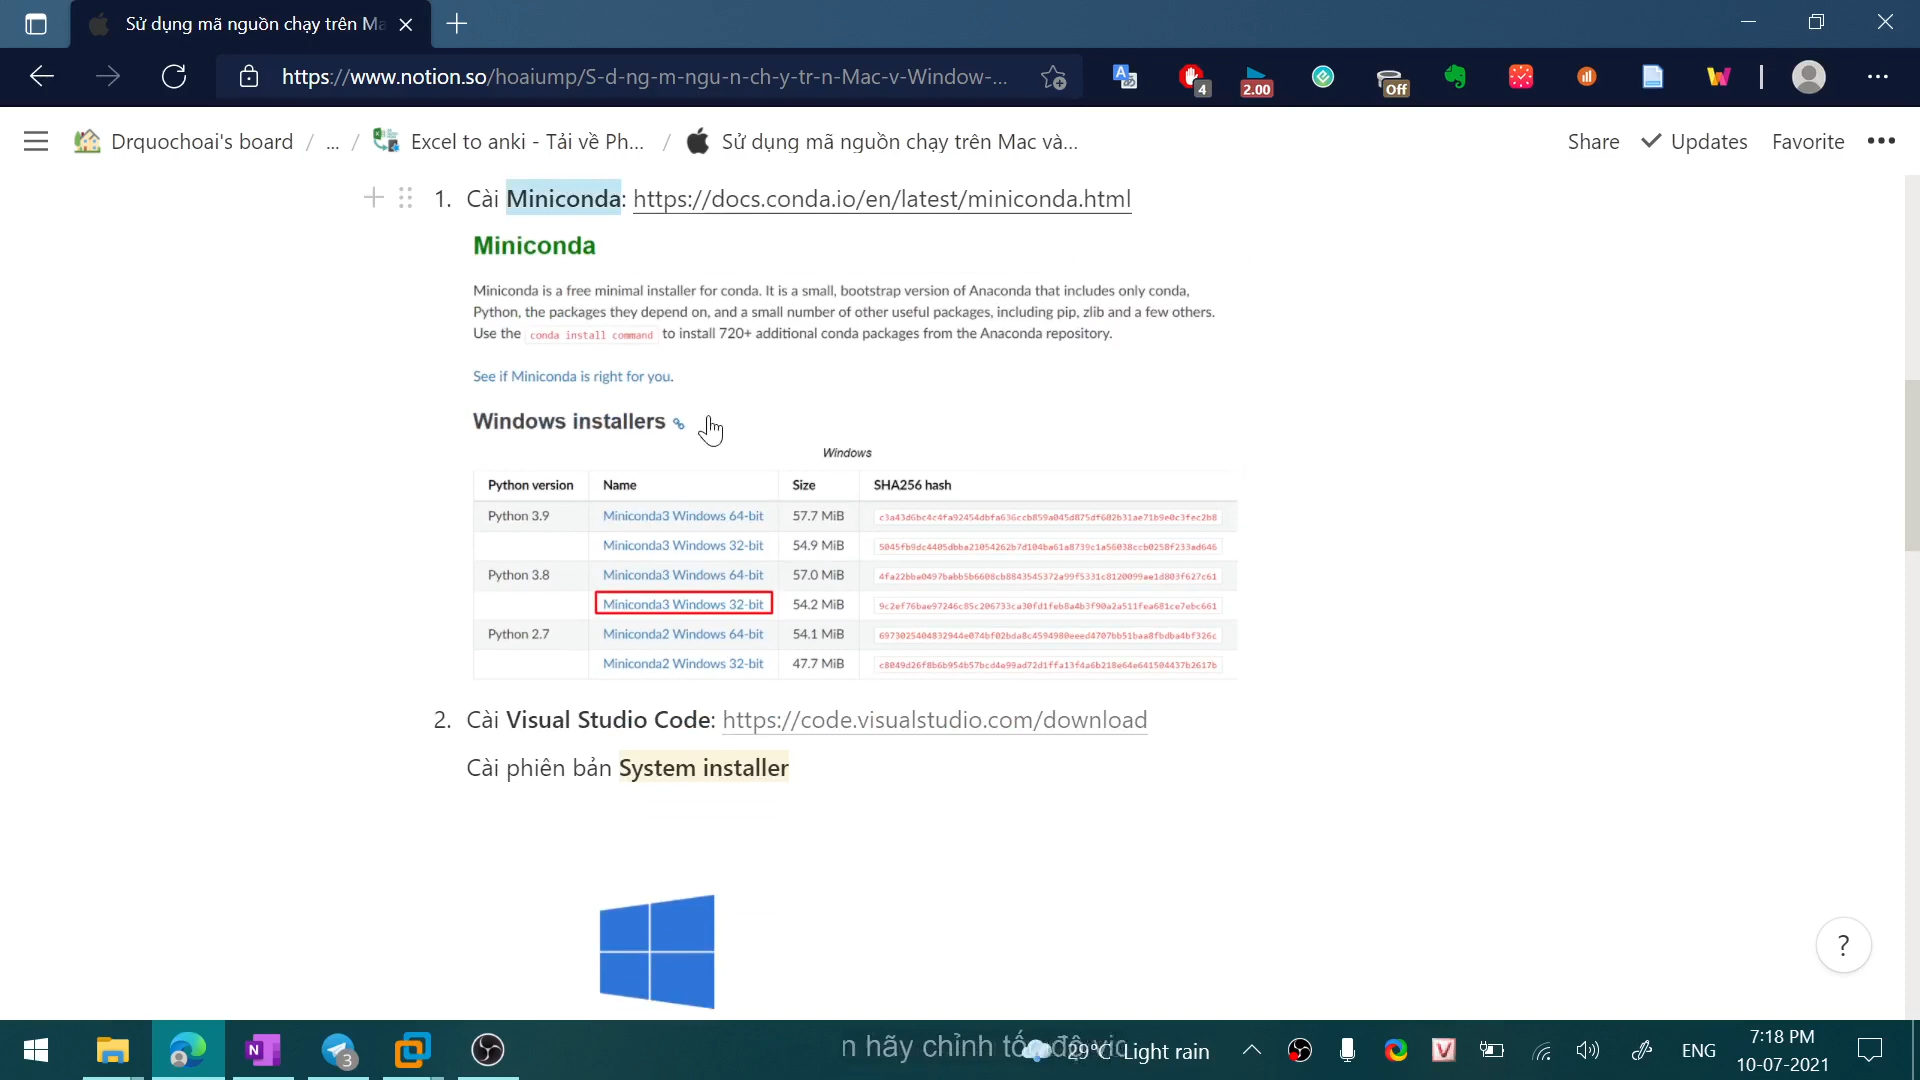 Sử dụng mã nguồn chạy trên Ma
https://www.notion.so/hoaiump/S-d-ng-m-ngu-n-ch-y-tr-n-Mac-v-Window-...
4
2.00
Off
Drquochoai's board / ... / Excel to anki - Tải về Ph... / Sử dụng mã nguồn chạy trên Mac và...
Share Updates Favorite
1. Cài Miniconda: https://docs.conda.io/en/latest/miniconda.html
Miniconda
Miniconda is a free minimal installer for conda. It is a small, bootstrap version of Anaconda that includes only conda,
Python, the packages they depend on, and a small number of other useful packages, including pip, zlib and a few others.
Use the conda install command to install 720+ additional conda packages from the Anaconda repository.
See if Miniconda is right for you.
Windows installers
Windows
Python version Name Size SHA256 hash
Python 3.9 Miniconda3 Windows 64-bit 57.7 MiB
Miniconda3 Windows 32-bit 54.9 MiB
Python 3.8 Miniconda3 Windows 64-bit 57.0 MiB
Miniconda3 Windows 32-bit 54.2 MiB
Python 2.7 Miniconda2 Windows 64-bit 54.1 MiB
Miniconda2 Windows 32-bit 47.7 MiB
2. Cài Visual Studio Code: https://code.visualstudio.com/download
Cài phiên bản System installer
?
3
n hãy chỉnh tốc độ
29°C Light rain
ENG
7:18 PM
10-07-2021